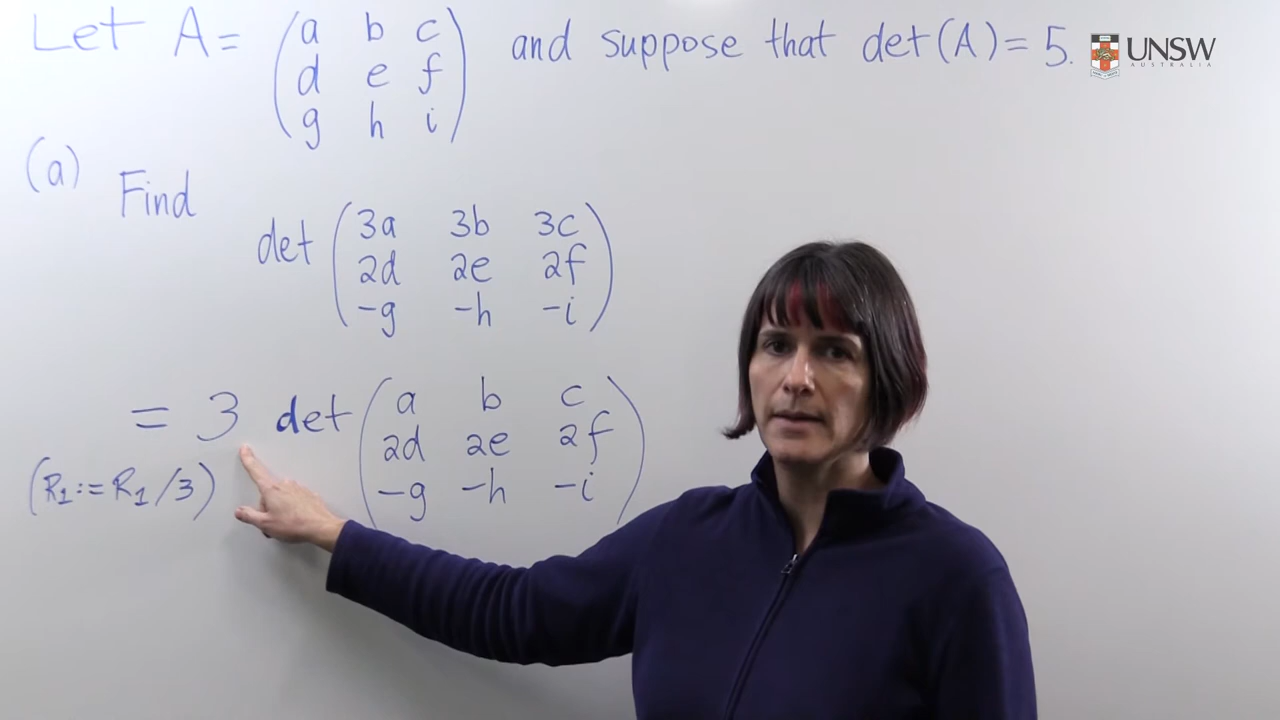 Let A = ( a b c
d e f
g h i ) and suppose that det(A) = 5.
UNSW
AUSTRALIA
(a) Find
det ( 3a 3b 3c
2d 2e 2f
-g -h -i )
= 3 det ( a b c
2d 2e 2f
-g -h -i )
(R₁ := R₁/3)